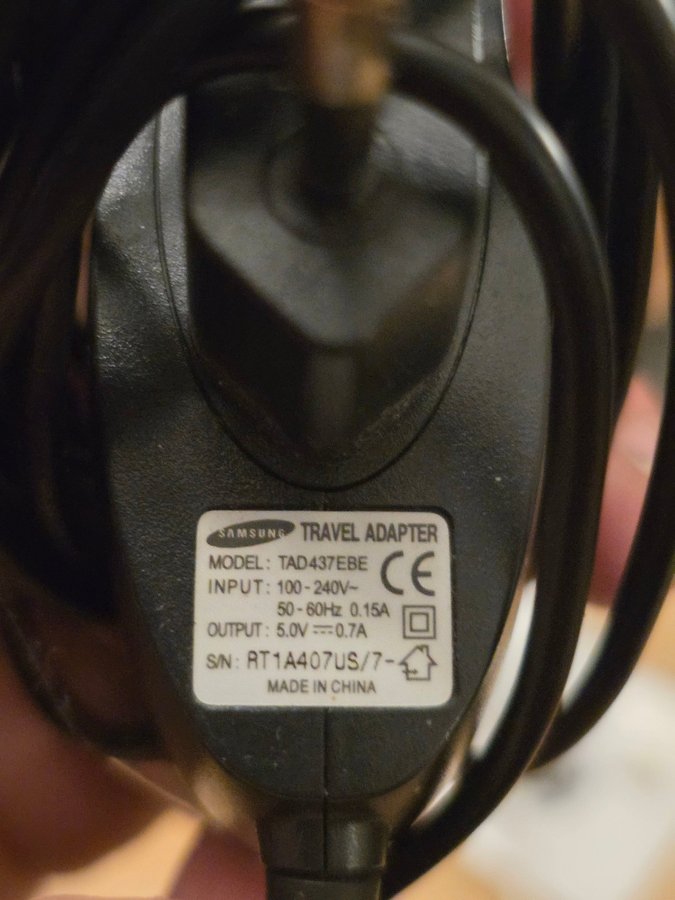 SAMSUNG TRAVEL ADAPTER
MODEL: TAD437EBE CE
INPUT: 100-240V~
50-60Hz 0.15A
OUTPUT: 5.0V⎓0.7A
S/N: RT1A407US/7-
MADE IN CHINA